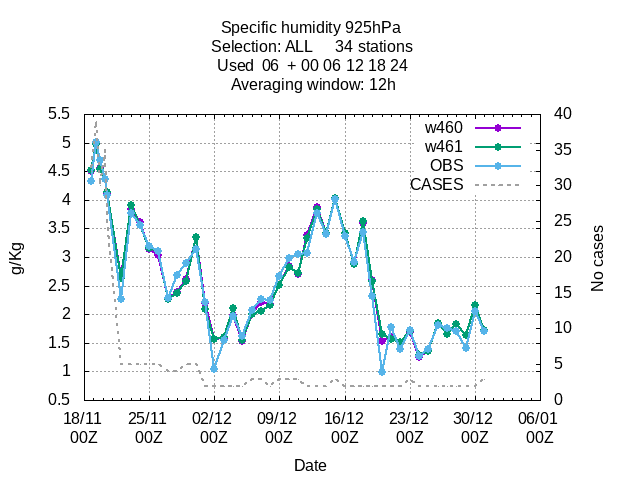 Specific humidity 925hPa
Selection: ALL 34 stations
Used 06 + 00 06 12 18 24
Averaging window: 12h
w460
w461
OBS
CASES
g/Kg
5.5
5
4.5
4
3.5
3
2.5
2
1.5
1
0.5
40
35
30
25
20
15
10
5
0
No cases
18/11 25/11 02/12 09/12 16/12 23/12 30/12 06/01
00Z 00Z 00Z 00Z 00Z 00Z 00Z 00Z
Date